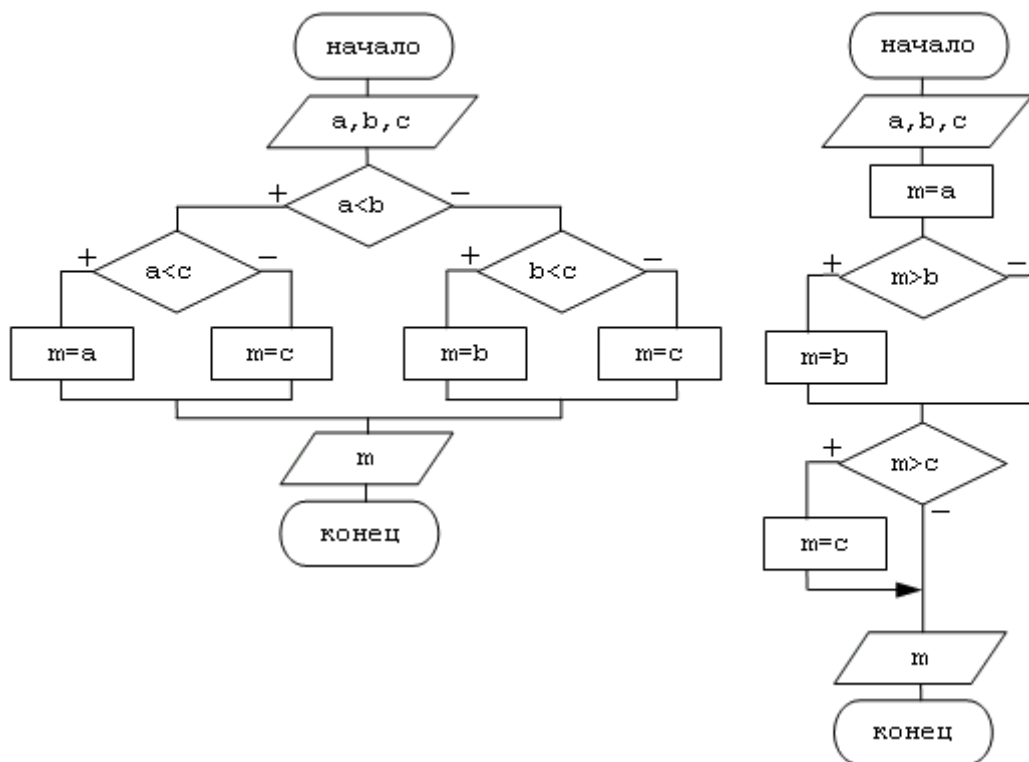 начало
a,b,c
+
−
a<b
+
−
a<c
+
−
b<c
m=a
m=c
m=b
m=c
m
конец
начало
a,b,c
m=a
+
−
m>b
m=b
+
m>c
−
m=c
m
конец